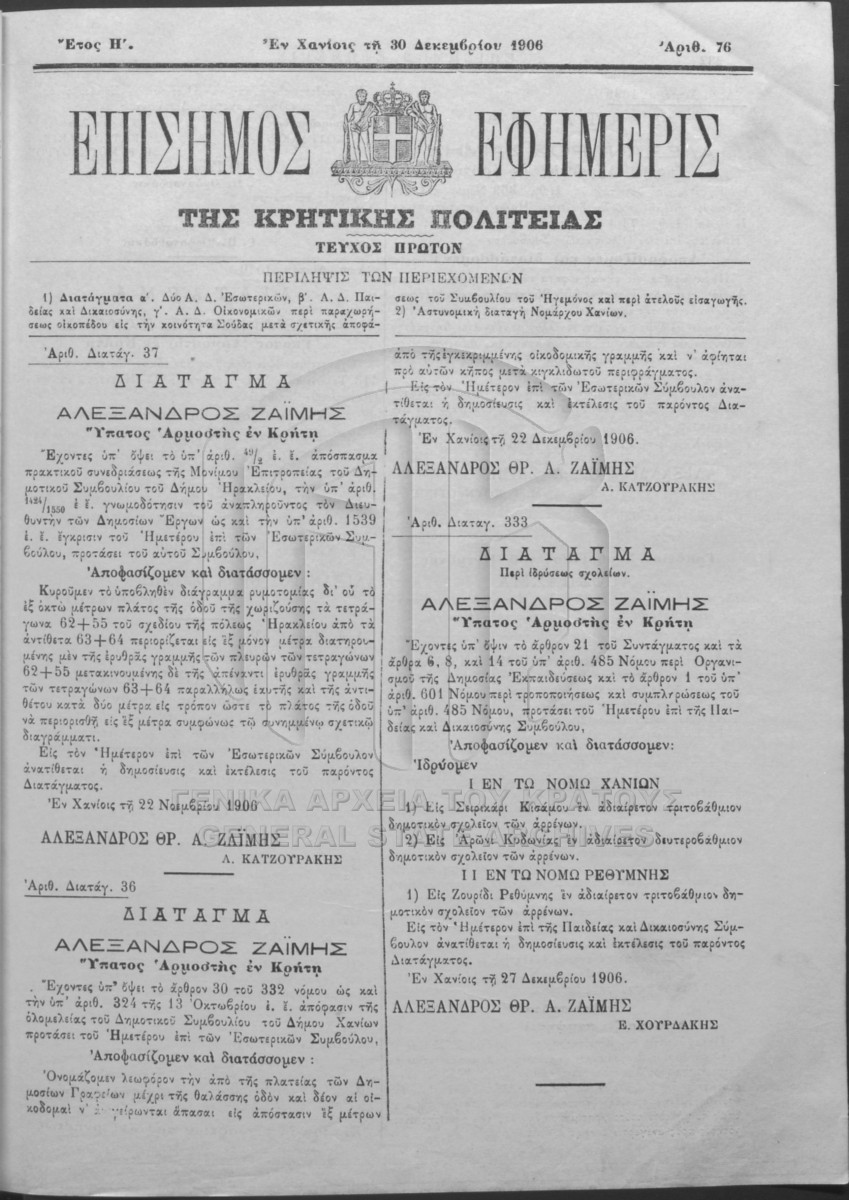 Ἔτος Η′. Ἐν Χανίοις τῇ 30 Δεκεμβρίου 1906 Ἀριθ. 76
ΕΠΙΣΗΜΟΣ ΕΦΗΜΕΡΙΣ
ΤΗΣ ΚΡΗΤΙΚΗΣ ΠΟΛΙΤΕΙΑΣ
ΤΕΥΧΟΣ ΠΡΩΤΟΝ
ΠΕΡΙΛΗΨΙΣ ΤΩΝ ΠΕΡΙΕΧΟΜΕΝΩΝ
1) Διατάγματα α′. Δύο Α. Δ. Ἐσωτερικῶν, β′. Α. Δ. Παι-
δείας καὶ Δικαιοσύνης, γ′. Α. Δ. Οἰκονομικῶν περὶ παραχωρή-
σεως οἰκοπέδου εἰς τὴν κοινότητα Σούδας μετὰ σχετικῆς ἀποφά-
σεως τοῦ Συμβουλίου τοῦ Ἡγεμόνος καὶ περὶ ἀτελοῦς εἰσαγωγῆς.
2) Ἀστυνομικὴ διαταγὴ Νομάρχου Χανίων.
Ἀριθ. Διατάγ. 37
ΔΙΑΤΑΓΜΑ
ΑΛΕΞΑΝΔΡΟΣ ΖΑΪΜΗΣ
Ὕπατος Ἁρμοστὴς ἐν Κρήτῃ
Ἔχοντες ὑπ' ὄψει τὸ ὑπ' ἀριθ. 49/2 ἐ. ἔ. ἀπόσπασμα
πρακτικοῦ συνεδριάσεως τῆς Μονίμου Ἐπιτροπείας τοῦ Δη-
μοτικοῦ Συμβουλίου τοῦ Δήμου Ἡρακλείου, τὴν ὑπ' ἀριθ.
1424/1550 ἐ ἔ. γνωμοδότησιν τοῦ ἀναπληροῦντος τὸν Διευ-
θυντὴν τῶν Δημοσίων Ἔργων ὡς καὶ τὴν ὑπ' ἀριθ. 1539
ἐ. ἔ. ἔγκρισιν τοῦ Ἡμετέρου ἐπὶ τῶν Ἐσωτερικῶν Συμ-
βούλου, προτάσει τοῦ αὐτοῦ Συμβούλου,
Ἀποφασίζομεν καὶ διατάσσομεν :
Κυροῦμεν τὸ ὑποβληθὲν διάγραμμα ρυμοτομίας δι' οὗ τὸ
ἐξ ὀκτὼ μέτρων πλάτος τῆς ὁδοῦ τῆς χωριζούσης τὰ τετρά-
γωνα 62+55 τοῦ σχεδίου τῆς πόλεως Ἡρακλείου ἀπὸ τὰ
ἀντίθετα 63+64 περιορίζεται εἰς ἓξ μόνον μέτρα διατηρου-
μένης μὲν τῆς ἐρυθρᾶς γραμμῆς τῶν πλευρῶν τῶν τετραγώνων
62+55 μετακινουμένης δὲ τῆς ἀπέναντι ἐρυθρᾶς γραμμῆς
τῶν τετραγώνων 63+64 παραλλήλως ἑαυτῆς καὶ τῆς ἀντι-
θέτου κατὰ δύο μέτρα εἰς τρόπον ὥστε τὸ πλάτος τῆς ὁδοῦ
νὰ περιορισθῇ εἰς ἓξ μέτρα συμφώνως τῷ συνημμένῳ σχετικῷ
διαγράμματι.
Εἰς τὸν Ἡμέτερον ἐπὶ τῶν Ἐσωτερικῶν Σύμβουλον
ἀνατίθεται ἡ δημοσίευσις καὶ ἐκτέλεσις τοῦ παρόντος
Διατάγματος.
Ἐν Χανίοις τῇ 22 Νοεμβρίου 1906
ΑΛΕΞΑΝΔΡΟΣ ΘΡ. Α. ΖΑΪΜΗΣ
Α. ΚΑΤΖΟΥΡΑΚΗΣ
Ἀριθ. Διατάγ. 36
ΔΙΑΤΑΓΜΑ
ΑΛΕΞΑΝΔΡΟΣ ΖΑΪΜΗΣ
Ὕπατος Ἁρμοστὴς ἐν Κρήτῃ
Ἔχοντες ὑπ' ὄψει τὸ ἄρθρον 30 τοῦ 332 νόμου ὡς καὶ
τὴν ὑπ' ἀριθ. 324 τῆς 13 Ὀκτωβρίου ἐ. ἔ. ἀπόφασιν τῆς
ὁλομελείας τοῦ Δημοτικοῦ Συμβουλίου τοῦ Δήμου Χανίων
προτάσει τοῦ Ἡμετέρου ἐπὶ τῶν Ἐσωτερικῶν Συμβούλου,
Ἀποφασίζομεν καὶ διατάσσομεν :
Ὀνομάζομεν λεωφόρον τὴν ἀπὸ τῆς πλατείας τῶν Δη-
μοσίων Γραφείων μέχρι τῆς θαλάσσης ὁδὸν καὶ δέον αἱ οἰ-
κοδομαὶ ν' ἀνεγείρωνται ἅπασαι εἰς ἀπόστασιν ἓξ μέτρων
ἀπὸ τῆς ἐγκεκριμμένης οἰκοδομικῆς γραμμῆς καὶ ν' ἀφίηται
πρὸ αὐτῶν κῆπος μετὰ κιγκλιδωτοῦ περιφράγματος.
Εἰς τὸν Ἡμέτερον ἐπὶ τῶν Ἐσωτερικῶν Σύμβουλον ἀνα-
τίθεται ἡ δημοσίευσις καὶ ἐκτέλεσις τοῦ παρόντος Δια-
τάγματος.
Ἐν Χανίοις τῇ 22 Δεκεμβρίου 1906.
ΑΛΕΞΑΝΔΡΟΣ ΘΡ. Α. ΖΑΪΜΗΣ
Α. ΚΑΤΖΟΥΡΑΚΗΣ
Ἀριθ. Διαταγ. 333
ΔΙΑΤΑΓΜΑ
Περὶ ἱδρύσεως σχολείων.
ΑΛΕΞΑΝΔΡΟΣ ΖΑΪΜΗΣ
Ὕπατος Ἁρμοστὴς ἐν Κρήτῃ
Ἔχοντες ὑπ' ὄψιν τὸ ἄρθρον 21 τοῦ Συντάγματος καὶ τὰ
ἄρθρα 6, 8, καὶ 14 τοῦ ὑπ' ἀριθ. 485 Νόμου περὶ Ὀργανι-
σμοῦ τῆς Δημοσίας Ἐκπαιδεύσεως καὶ τὸ ἄρθρον 1 τοῦ ὑπ'
ἀριθ. 601 Νόμου περὶ τροποποιήσεως καὶ συμπληρώσεως τοῦ
ὑπ' ἀριθ. 485 Νόμου, προτάσει τοῦ Ἡμετέρου ἐπὶ τῆς Παι-
δείας καὶ Δικαιοσύνης Συμβούλου,
Ἀποφασίζομεν καὶ διατάσσομεν:
Ἱδρύομεν
Ι ΕΝ ΤΩ ΝΟΜΩ ΧΑΝΙΩΝ
1) Εἰς Σειρικάρι Κισάμου ἓν ἀδιαίρετον τριτοβάθμιον
δημοτικὸν σχολεῖον τῶν ἀρρένων.
2) Εἰς Ἀρῶνι Κυδωνίας ἓν ἀδιαίρετον δευτεροβάθμιον
δημοτικὸν σχολεῖον τῶν ἀρρένων.
ΙΙ ΕΝ ΤΩ ΝΟΜΩ ΡΕΘΥΜΝΗΣ
1) Εἰς Ζουρίδι Ρεθύμνης ἓν ἀδιαίρετον τριτοβάθμιον δη-
μοτικὸν σχολεῖον τῶν ἀρρένων.
Εἰς τὸν Ἡμέτερον ἐπὶ τῆς Παιδείας καὶ Δικαιοσύνης Σύμ-
βουλον ἀνατίθεται ἡ δημοσίευσις καὶ ἐκτέλεσις τοῦ παρόντος
Διατάγματος.
Ἐν Χανίοις τῇ 27 Δεκεμβρίου 1906.
ΑΛΕΞΑΝΔΡΟΣ ΘΡ. Α. ΖΑΪΜΗΣ
Ε. ΧΟΥΡΔΑΚΗΣ
ΓΕΝΙΚΑ ΑΡΧΕΙΑ ΤΟΥ ΚΡΑΤΟΥΣ
GENERAL STATE ARCHIVES